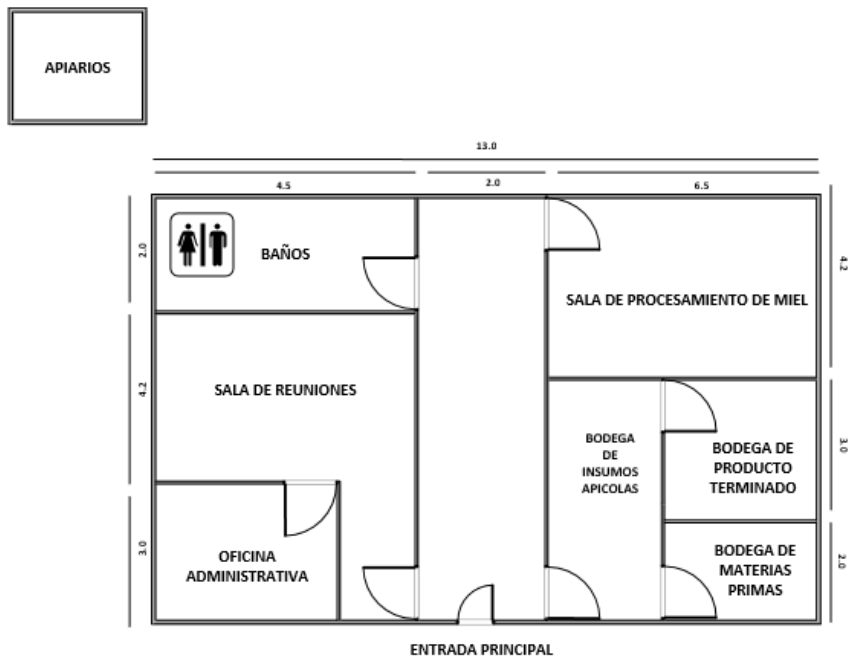 APIARIOS
13.0
4.5
2.0
6.5
2.0
BAÑOS
4.2
SALA DE PROCESAMIENTO DE MIEL
4.2
SALA DE REUNIONES
BODEGA
DE
INSUMOS
APICOLAS
BODEGA DE
PRODUCTO
TERMINADO
3.0
3.0
OFICINA
ADMINISTRATIVA
BODEGA DE
MATERIAS
PRIMAS
2.0
ENTRADA PRINCIPAL